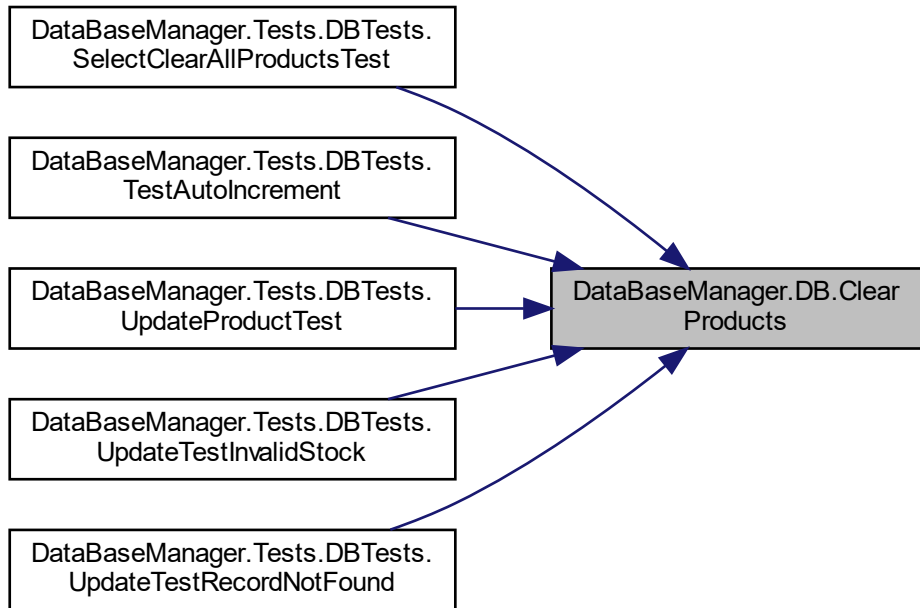 DataBaseManager.Tests.DBTests.
SelectClearAllProductsTest
DataBaseManager.Tests.DBTests.
TestAutoIncrement
DataBaseManager.Tests.DBTests.
UpdateProductTest
DataBaseManager.Tests.DBTests.
UpdateTestInvalidStock
DataBaseManager.Tests.DBTests.
UpdateTestRecordNotFound
DataBaseManager.DB.Clear
Products